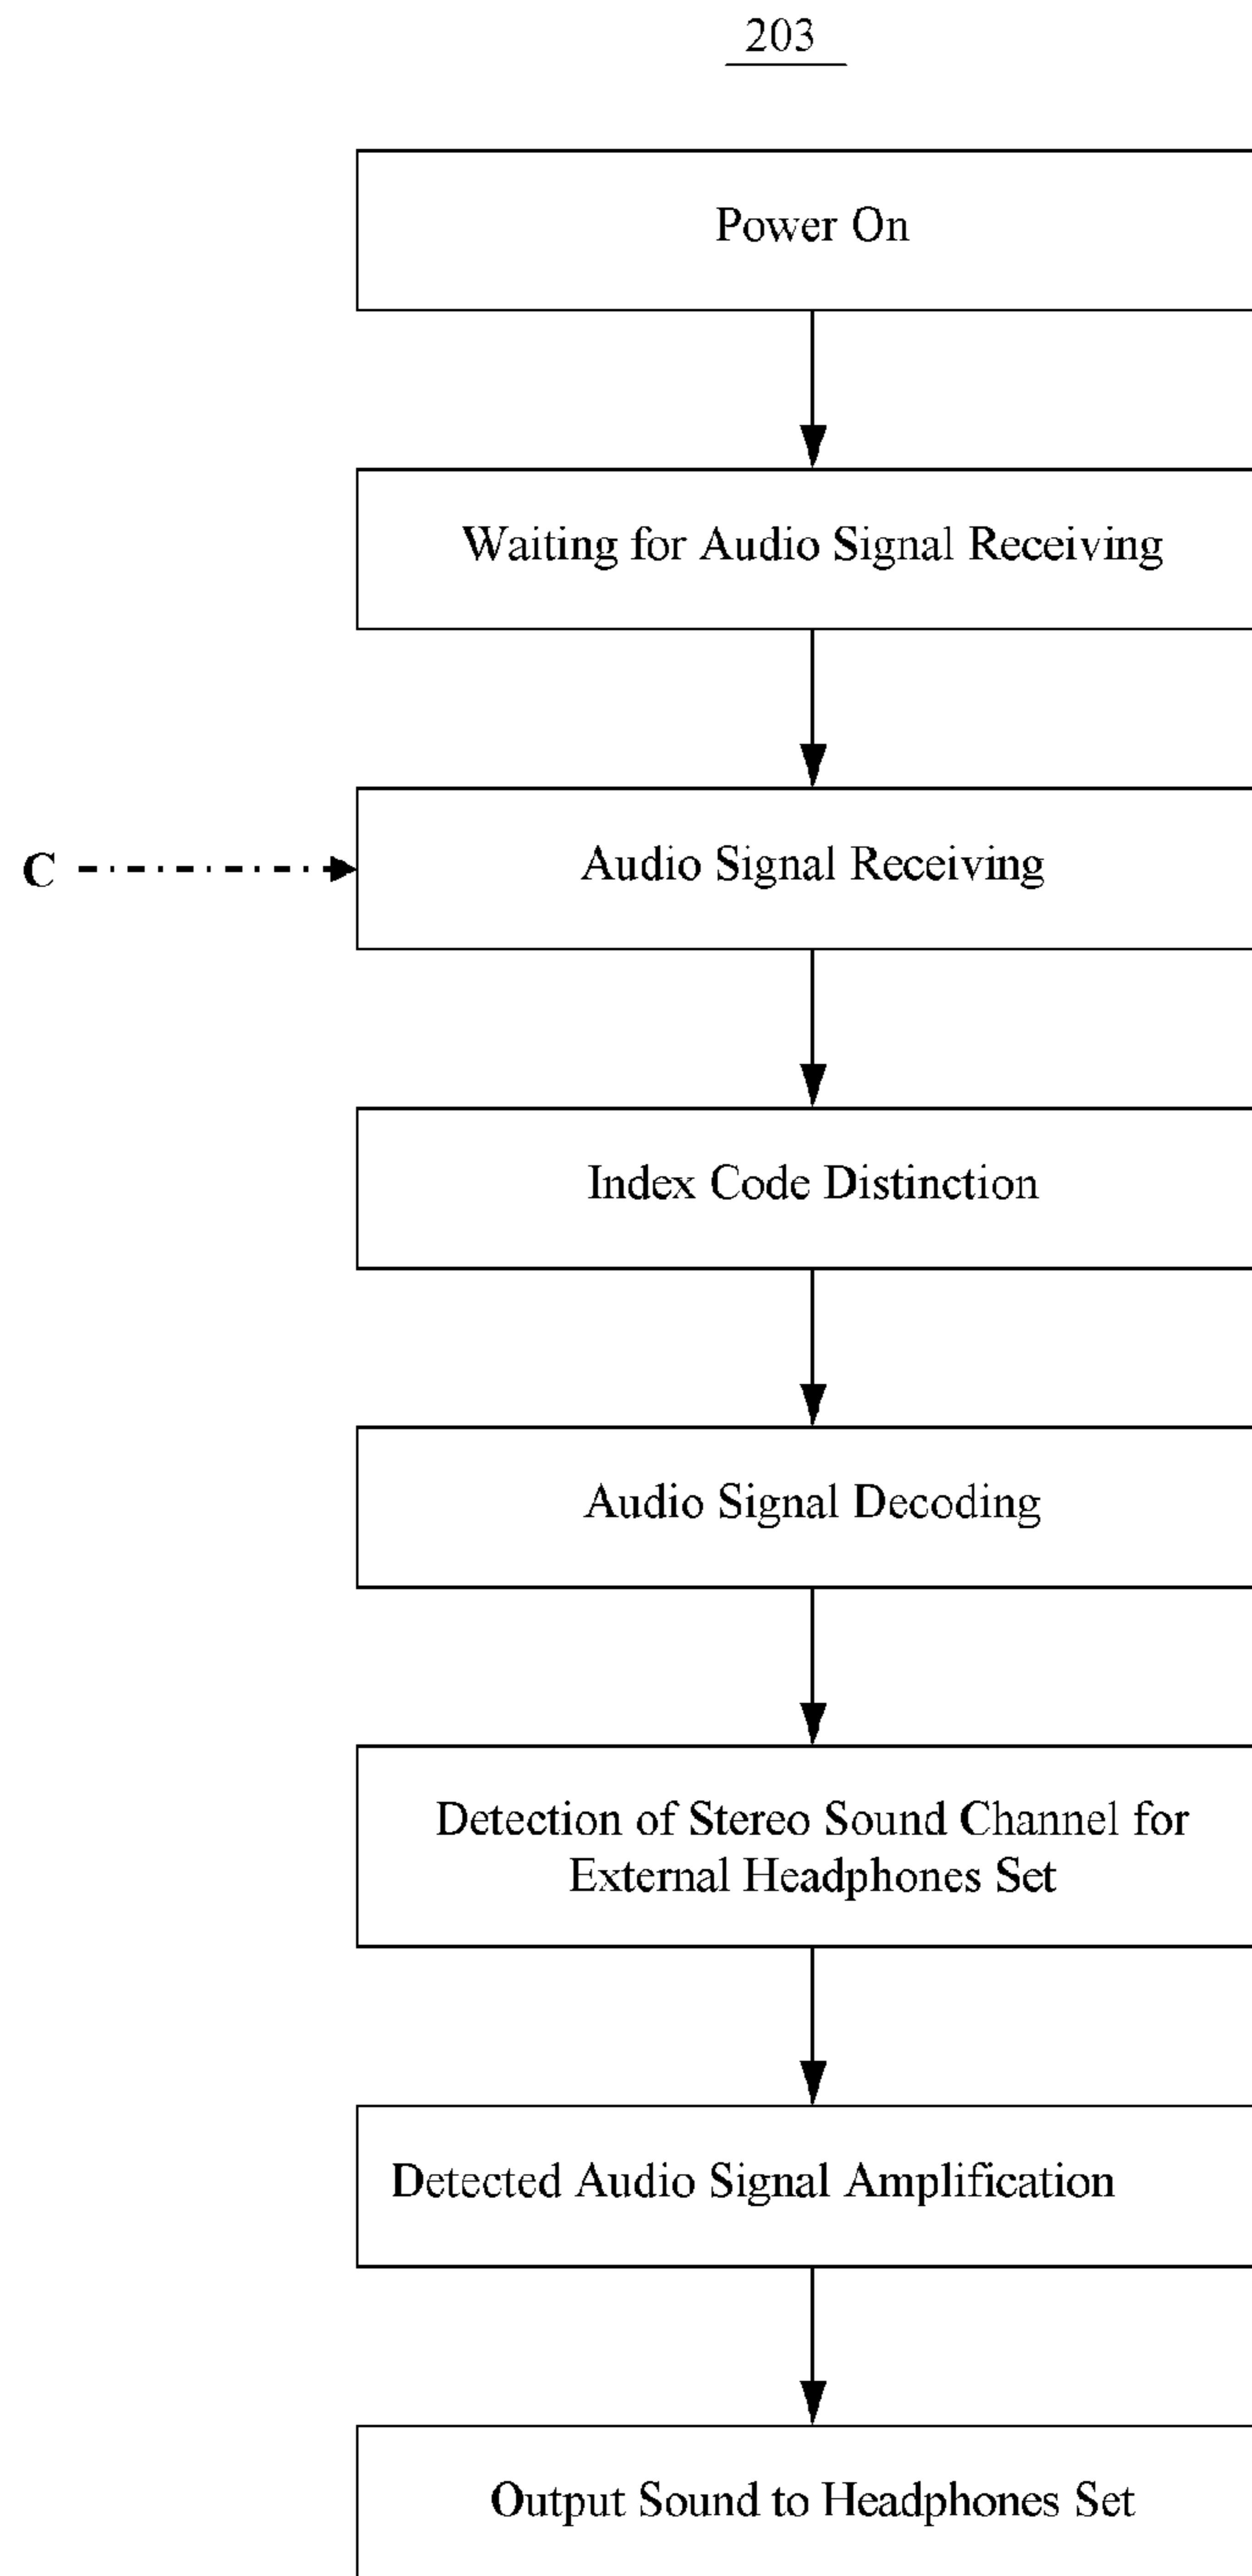 203
Power On
Waiting for Audio Signal Receiving
C
Audio Signal Receiving
Index Code Distinction
Audio Signal Decoding
Detection of Stereo Sound Channel for
External Headphones Set
Detected Audio Signal Amplification
Output Sound to Headphones Set